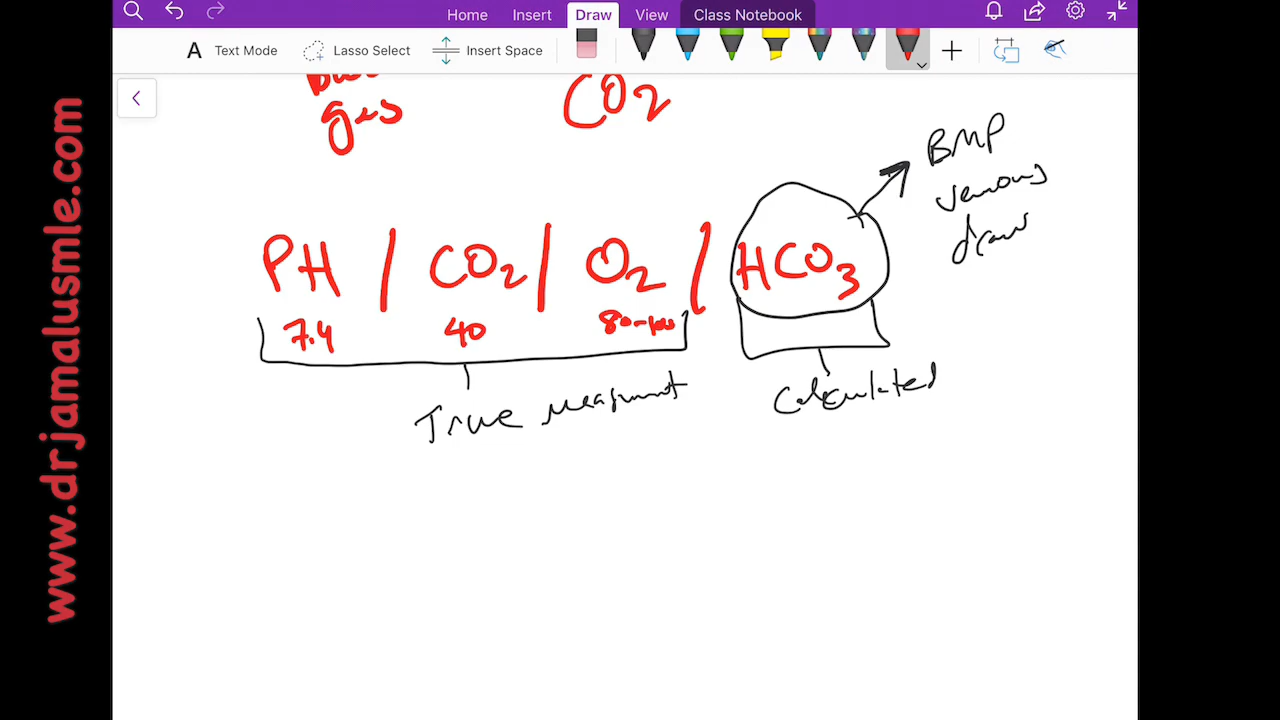 Home Insert Draw View Class Notebook
A Text Mode Lasso Select Insert Space
gas CO2
BMP
venous
draw
PH / CO2 / O2 / HCO3
7.4 40 80-100
True Measurment Calculated
www.drjamalusmle.com